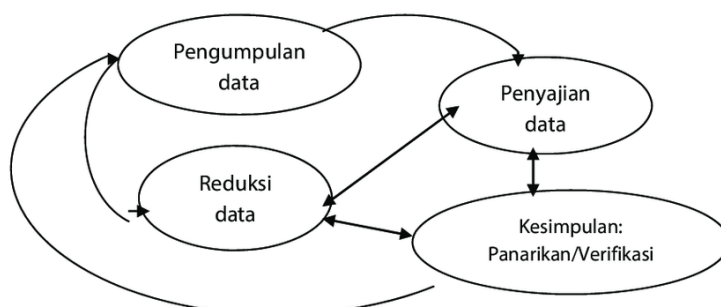 Pengumpulan
data
Penyajian
data
Reduksi
data
Kesimpulan:
Panarikan/Verifikasi